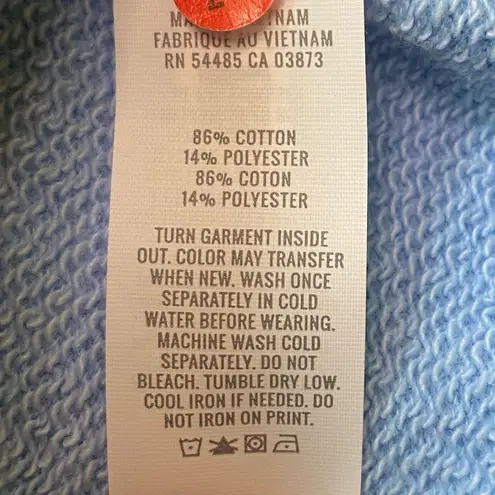 FABRIQUÉ AU VIETNAM
RN 54485 CA 03873
86% COTTON
14% POLYESTER
86% COTON
14% POLYESTER
TURN GARMENT INSIDE
OUT. COLOR MAY TRANSFER
WHEN NEW. WASH ONCE
SEPARATELY IN COLD
WATER BEFORE WEARING.
MACHINE WASH COLD
SEPARATELY. DO NOT
BLEACH. TUMBLE DRY LOW.
COOL IRON IF NEEDED. DO
NOT IRON ON PRINT.